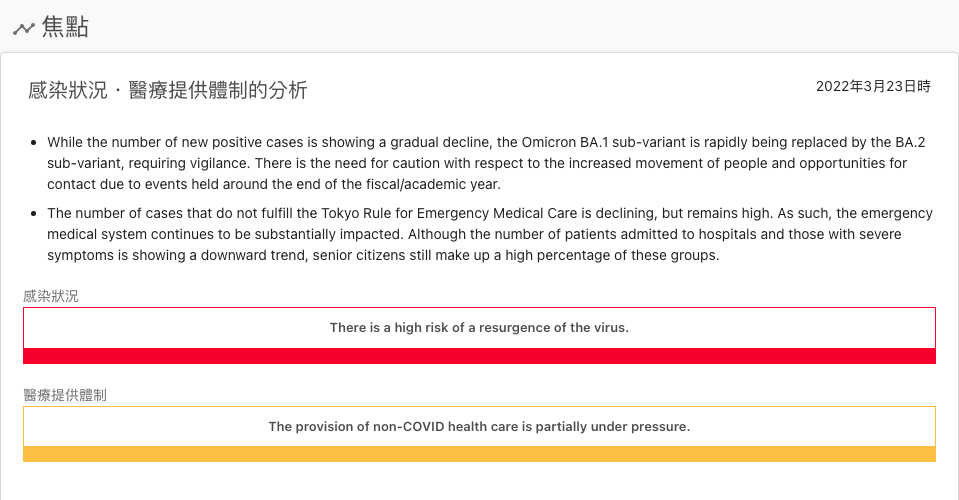 焦點
感染狀況・醫療提供體制的分析
2022年3月23日時
While the number of new positive cases is showing a gradual decline, the Omicron BA.1 sub-variant is rapidly being replaced by the BA.2
sub-variant, requiring vigilance. There is the need for caution with respect to the increased movement of people and opportunities for
contact due to events held around the end of the fiscal/academic year.
The number of cases that do not fulfill the Tokyo Rule for Emergency Medical Care is declining, but remains high. As such, the emergency
medical system continues to be substantially impacted. Although the number of patients admitted to hospitals and those with severe
symptoms is showing a downward trend, senior citizens still make up a high percentage of these groups.
感染狀況
There is a high risk of a resurgence of the virus.
醫療提供體制
The provision of non-COVID health care is partially under pressure.